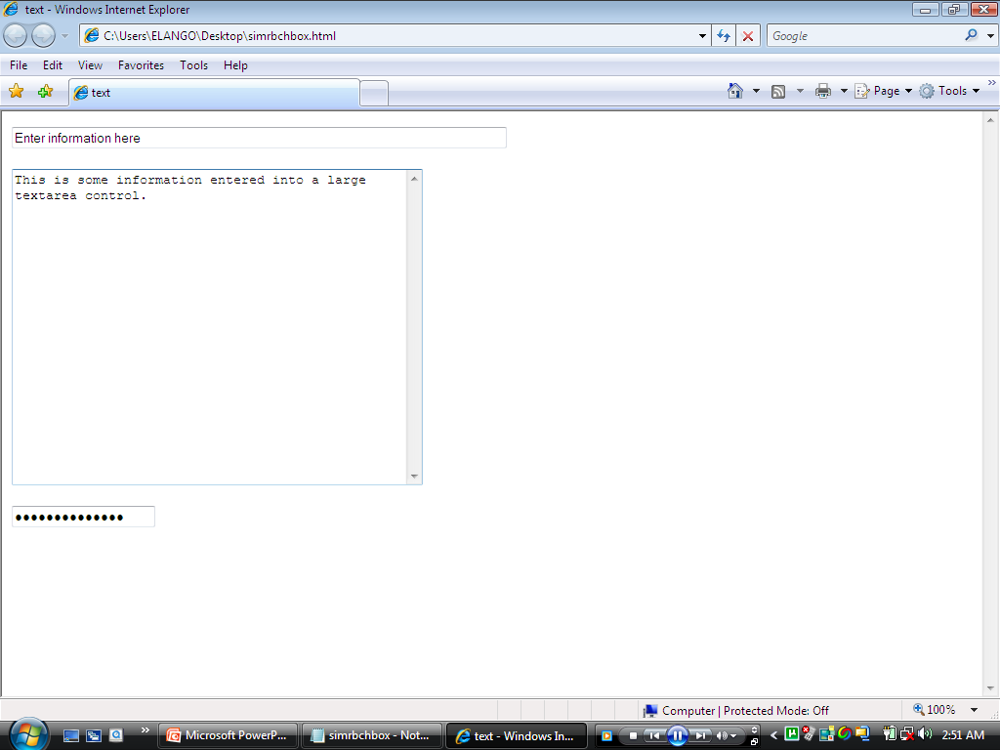 text - Windows Internet Explorer
C:\Users\ELANGO\Desktop\simrbchbox.html
Google
File Edit View Favorites Tools Help
text
Page Tools
Enter information here
This is some information entered into a large
textarea control.
••••••••••••••
Computer | Protected Mode: Off
100%
Microsoft PowerP...
simrbchbox - Not...
text - Windows In...
2:51 AM